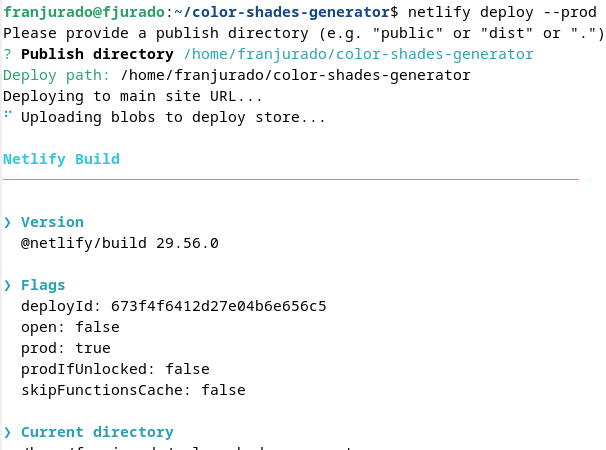 franjurado@fjurado:~/color-shades-generator$ netlify deploy --prod
Please provide a publish directory (e.g. "public" or "dist" or ".")
? Publish directory /home/franjurado/color-shades-generator
Deploy path: /home/franjurado/color-shades-generator
Deploying to main site URL...
⠋ Uploading blobs to deploy store...
Netlify Build
❯ Version
@netlify/build 29.56.0
❯ Flags
deployId: 673f4f6412d27e04b6e656c5
open: false
prod: true
prodIfUnlocked: false
skipFunctionsCache: false
❯ Current directory